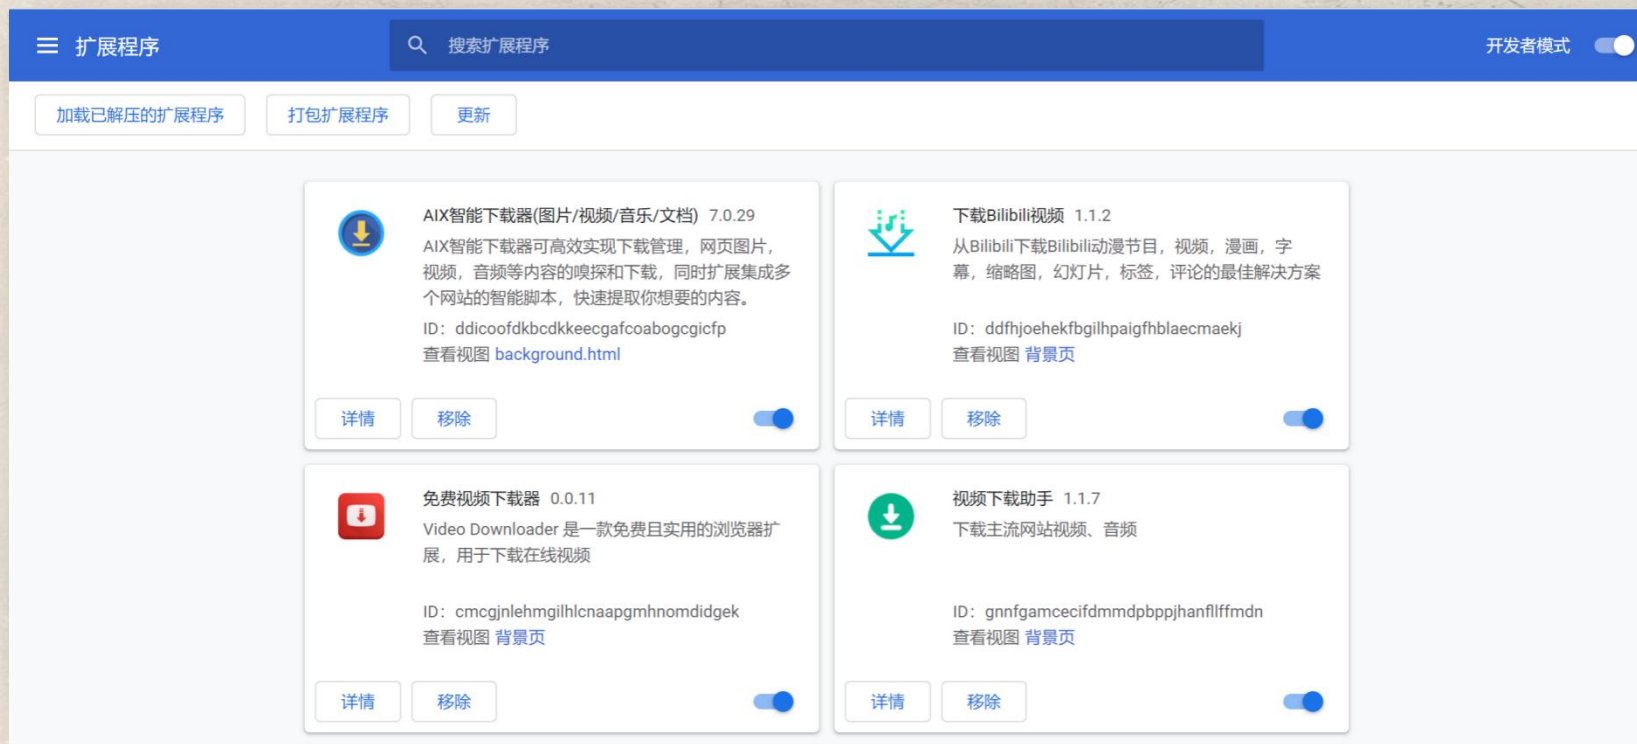 扩展程序
搜索扩展程序
开发者模式
加载已解压的扩展程序
打包扩展程序
更新
AIX智能下载器(图片/视频/音乐/文档) 7.0.29
AIX智能下载器可高效实现下载管理，网页图片，
视频，音频等内容的嗅探和下载，同时扩展集成多
个网站的智能脚本，快速提取你想要的内容。
ID：ddicoofdkbcdkkeecgafcoabogcgicfp
查看视图 background.html
详情
移除
下载Bilibili视频 1.1.2
从Bilibili下载Bilibili动漫节目，视频，漫画，字
幕，缩略图，幻灯片，标签，评论的最佳解决方案
ID：ddfhjoehekfbgilhpaigfhblaecmaekj
查看视图 背景页
详情
移除
免费视频下载器 0.0.11
Video Downloader 是一款免费且实用的浏览器扩
展，用于下载在线视频
ID：cmcgjnlehmgilhlcnaapgmhnomdidgek
查看视图 背景页
详情
移除
视频下载助手 1.1.7
下载主流网站视频、音频
ID：gnnfgamcecifdmmdpbppjhanfllffmdn
查看视图 背景页
详情
移除